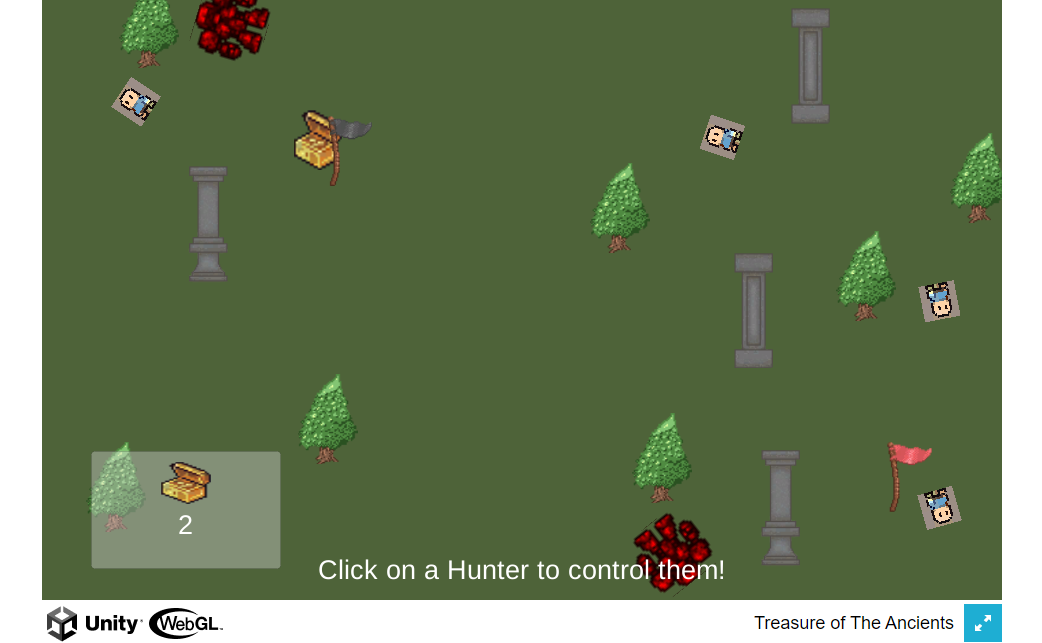 2
Click on a Hunter to control them!
Unity WebGL
Treasure of The Ancients